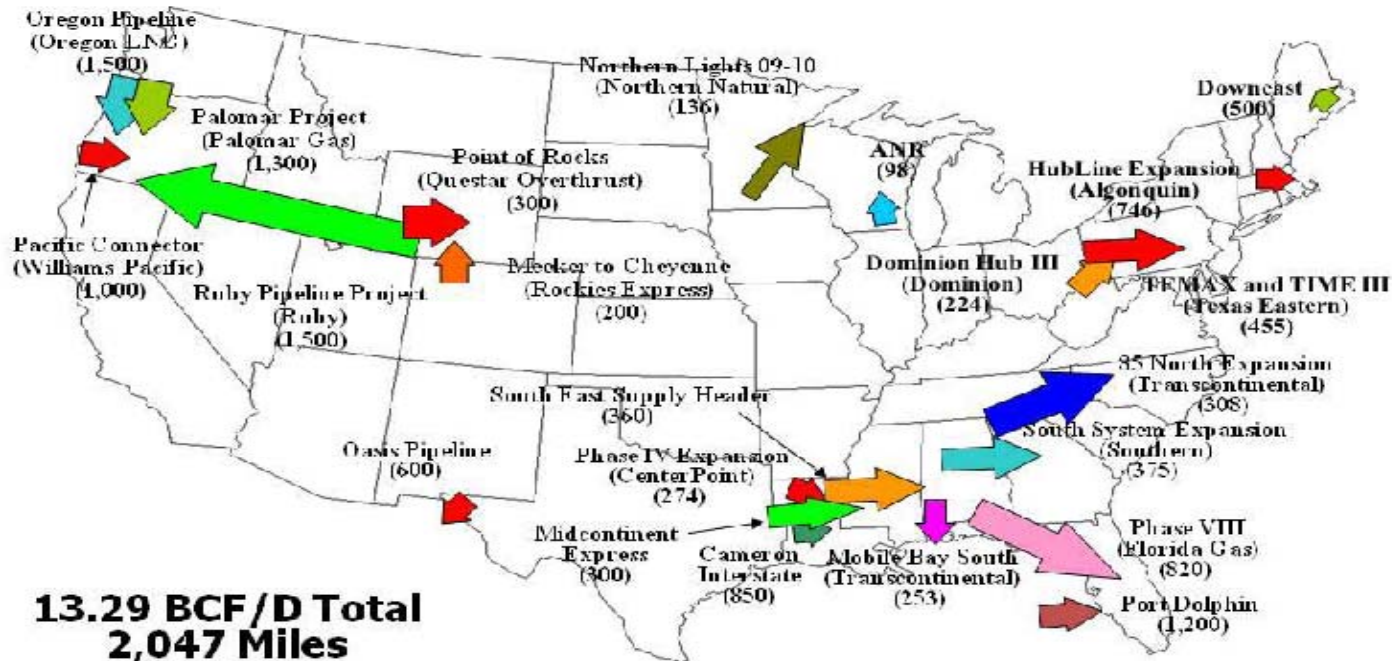 Oregon Pipeline
(Oregon LNG)
(1,500)
Palomar Project
(Palomar Gas)
(1,300)
Northern Lights 09-10
(Northern Natural)
(136)
Point of Rocks
(Questar Overthrust)
(300)
ANR
(98)
Downeast
(500)
HubLine Expansion
(Algonquin)
(746)
Pacific Connector
(Williams Pacific)
(1,000)
Ruby Pipeline Project
(Ruby)
(1,500)
Meeker to Cheyenne
(Rockies Express)
(200)
Dominion Hub III
(Dominion)
(224)
TEMAX and TIME III
(Texas Eastern)
(455)
South East Supply Header
(360)
85 North Expansion
(Transcontinental)
(308)
South System Expansion
(Southern)
(375)
Oasis Pipeline
(600)
Phase IV Expansion
(CenterPoint)
(274)
Midcontinent
Express
(300)
Cameron
Interstate
(850)
Mobile Bay South
(Transcontinental)
(253)
Phase VIII
(Florida Gas)
(820)
Port Dolphin
(1,200)
13.29 BCF/D Total
2,047 Miles